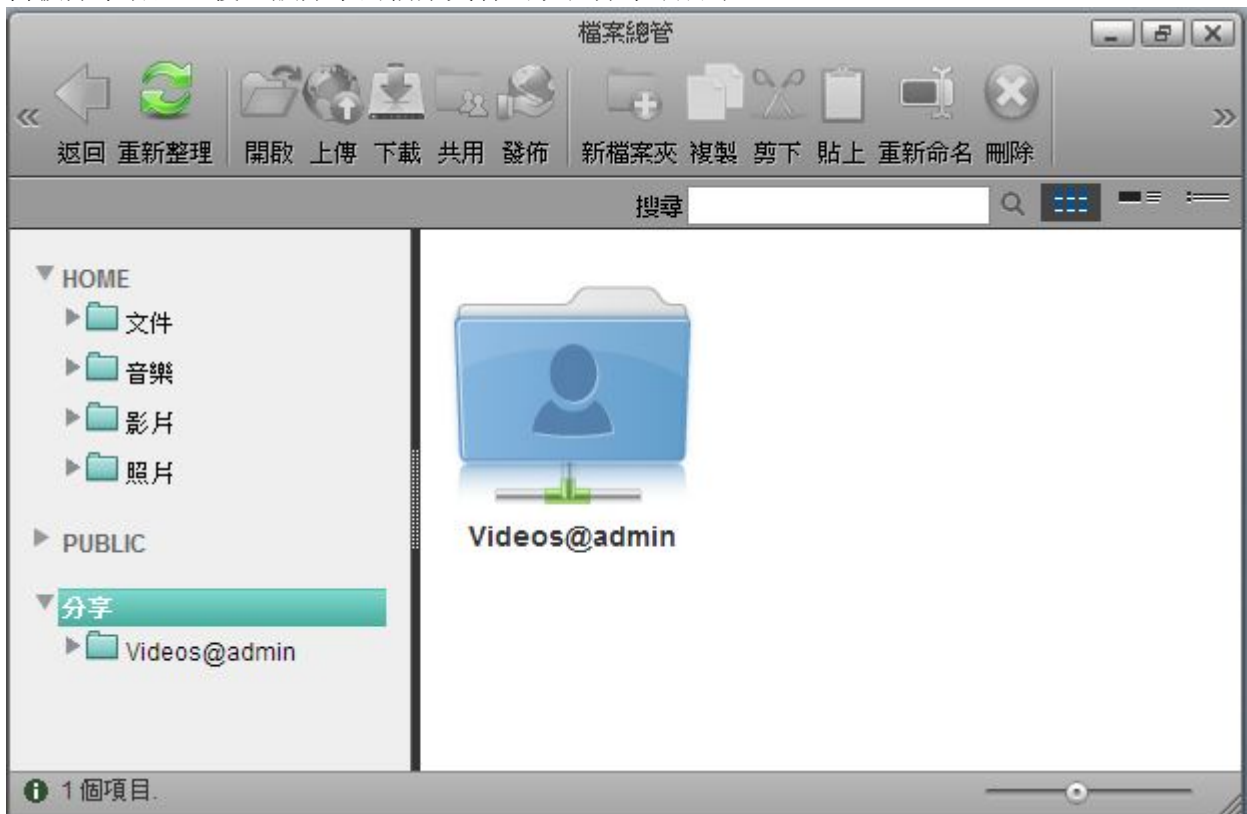 檔案總管
返回 重新整理 開啟 上傳 下載 共用 發佈 新檔案夾 複製 剪下 貼上 重新命名 刪除
搜尋
HOME
文件
音樂
影片
照片
PUBLIC
分享
Videos@admin
Videos@admin
1 個項目.